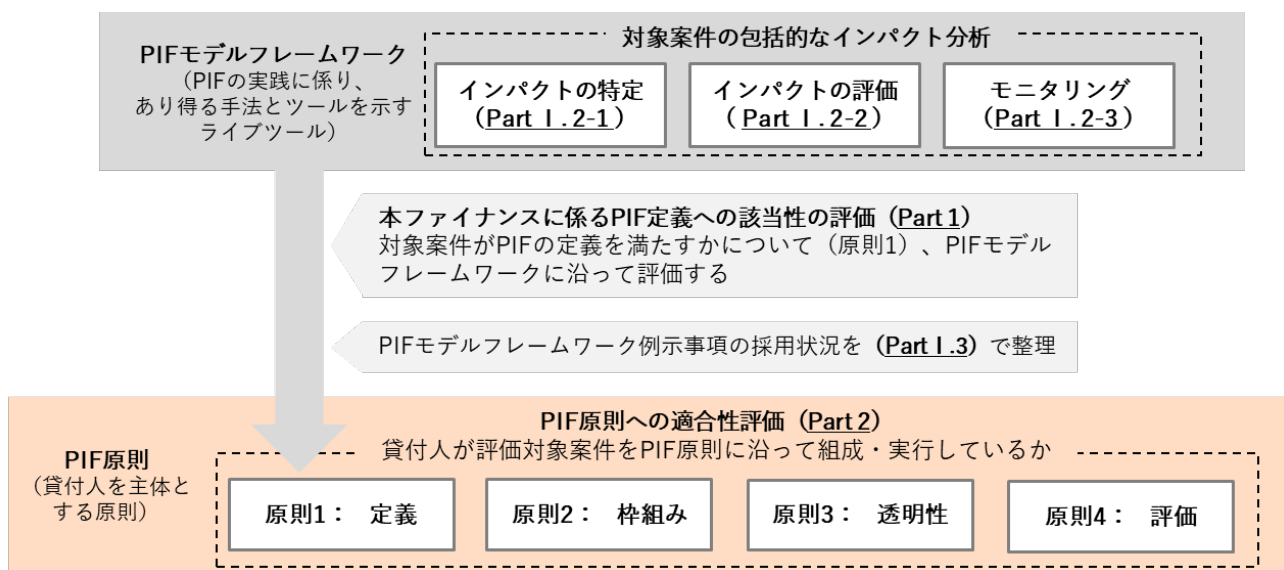 PIFモデルフレームワーク
（PIFの実践に係り、
あり得る手法とツールを示す
ライブツール）
対象案件の包括的なインパクト分析
インパクトの特定
(Part Ⅰ.2-1)
インパクトの評価
( Part Ⅰ.2-2)
モニタリング
(Part Ⅰ.2-3)
本ファイナンスに係るPIF定義への該当性の評価 (Part 1)
対象案件がPIFの定義を満たすかについて（原則1）、PIFモデル
フレームワークに沿って評価する
PIFモデルフレームワーク例示事項の採用状況を (PartⅠ.3) で整理
PIF原則への適合性評価 (Part 2)
貸付人が評価対象案件をPIF原則に沿って組成・実行しているか
PIF原則
（貸付人を主体と
する原則）
原則1： 定義
原則2： 枠組み
原則3： 透明性
原則4： 評価